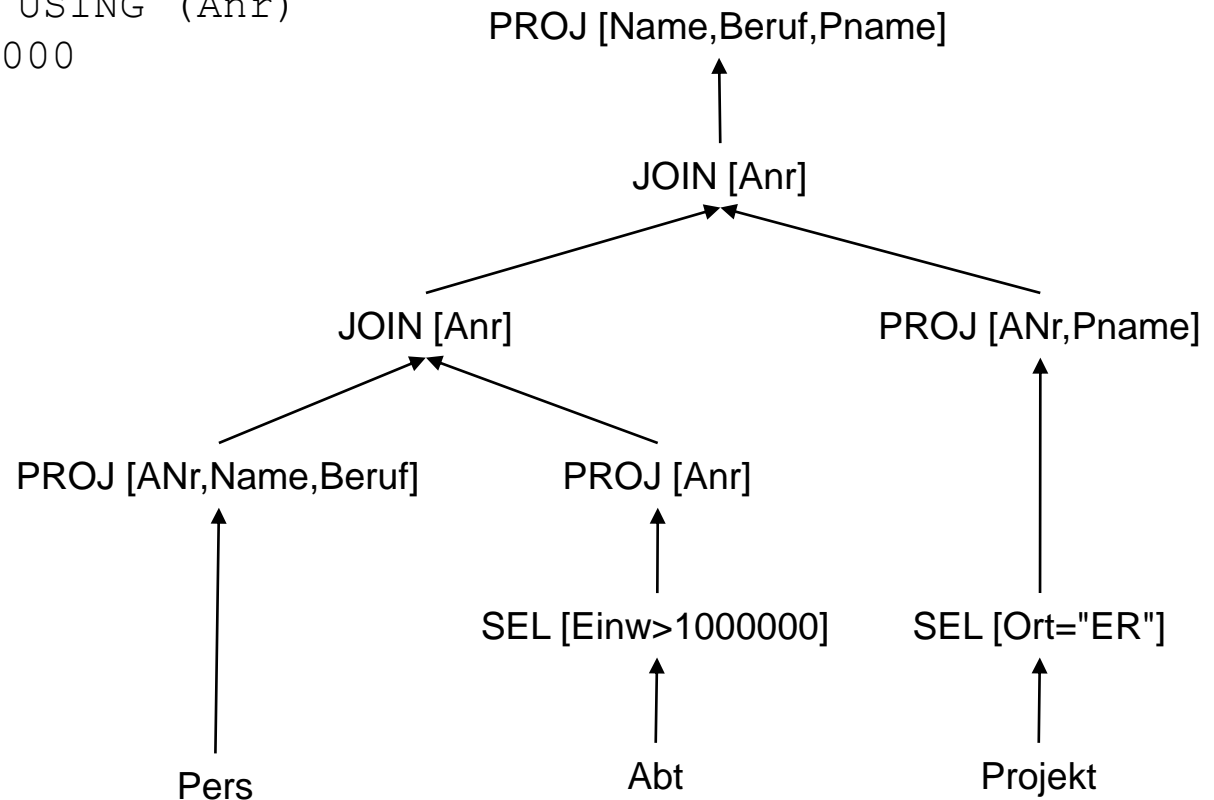 USING (Anr)
000
PROJ [Name,Beruf,Pname]
JOIN [Anr]
JOIN [Anr]
PROJ [ANr,Pname]
PROJ [ANr,Name,Beruf]
PROJ [Anr]
SEL [Einw>1000000]
SEL [Ort="ER"]
Pers
Abt
Projekt